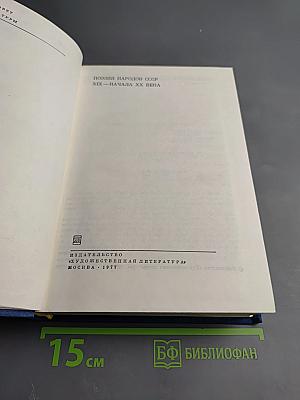 ПОЭЗИЯ НАРОДОВ СССР
XIX—НАЧАЛА XX ВЕКА
ИЗДАТЕЛЬСТВО
«ХУДОЖЕСТВЕННАЯ ЛИТЕРАТУРА»
МОСКВА · 1977
15 см
БФ БИБЛИОФАН